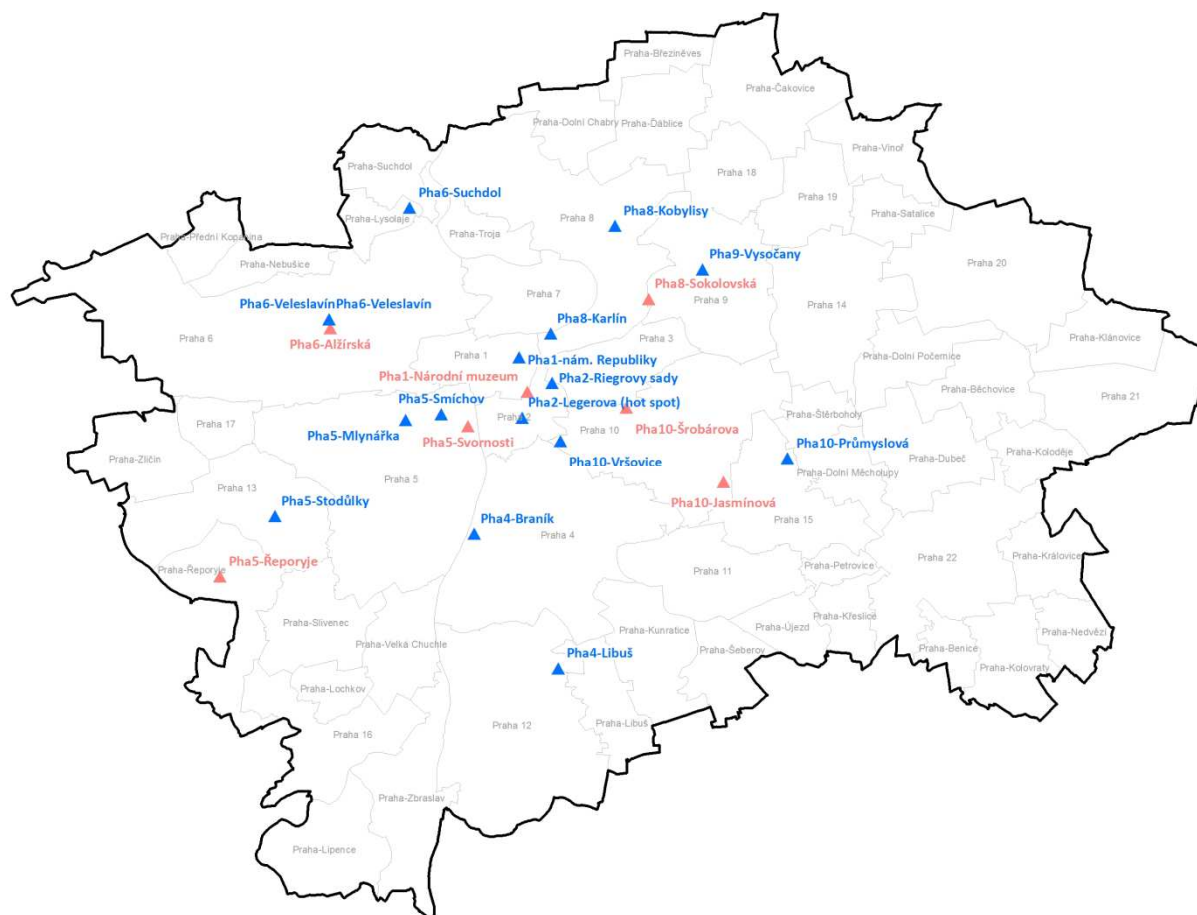 Praha-Březiněves
Praha-Čakovice
Praha-Dolní Chabry
Praha-Ďáblice
Praha-Vinoř
Praha-Suchdol
Praha 18
Praha 19
Pha6-Suchdol
Praha-Satalice
Praha-Lysolaje
Praha 8
Pha8-Kobylisy
Praha-Troja
Praha-Přední Kopanina
Praha-Nebušice
Pha9-Vysočany
Praha 20
Pha8-Sokolovská
Praha 7
Praha 9
Praha 14
Pha6-Veleslavín
Pha6-Veleslavín
Pha8-Karlín
Praha 6
Pha6-Alžírská
Praha 3
Praha-Klánovice
Praha 1
Pha1-nám. Republiky
Praha-Dolní Počernice
Pha1-Národní muzeum
Pha2-Riegrovy sady
Praha-Běchovice
Praha 21
Pha5-Smíchov
Pha2-Legerova (hot spot)
Praha-Štěrboholy
Praha 17
Praha 2
Praha 10
Pha10-Šrobárova
Pha5-Mlynářka
Pha5-Svornosti
Pha10-Průmyslová
Praha-Dubeč
Praha-Koloděje
Praha-Zličín
Pha10-Vršovice
Praha-Dolní Měcholupy
Praha 5
Praha 13
Pha10-Jasmínová
Pha5-Stodůlky
Praha 15
Pha4-Braník
Praha 4
Praha 22
Praha-Královice
Pha5-Řeporyje
Praha-Řeporyje
Praha 11
Praha-Petrovice
Praha-Slivenec
Praha-Kunratice
Praha-Újezd
Praha-Křeslice
Praha-Nedvězí
Praha-Velká Chuchle
Praha-Benice
Pha4-Libuš
Praha-Šeberov
Praha-Kolovraty
Praha-Lochkov
Praha 16
Praha 12
Praha-Libuš
Praha-Zbraslav
Praha-Lipence